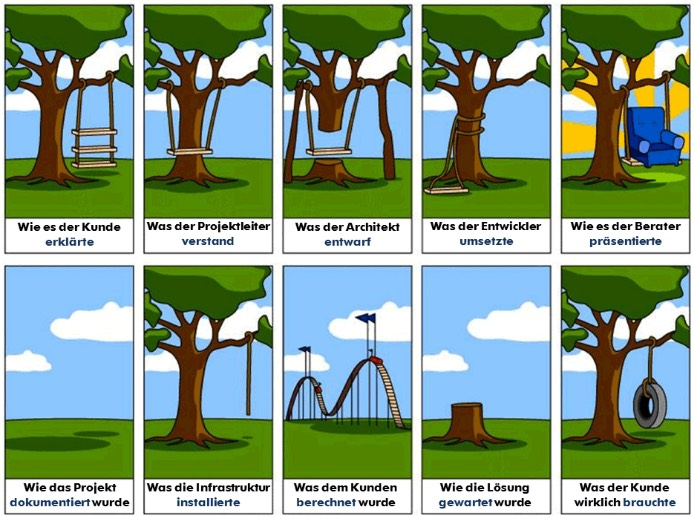 Wie es der Kunde
erklärte
Was der Projektleiter
verstand
Was der Architekt
entwarf
Was der Entwickler
umsetzte
Wie es der Berater
präsentierte
Wie das Projekt
dokumentiert wurde
Was die Infrastruktur
installierte
Was dem Kunden
berechnet wurde
Wie die Lösung
gewartet wurde
Was der Kunde
wirklich brauchte